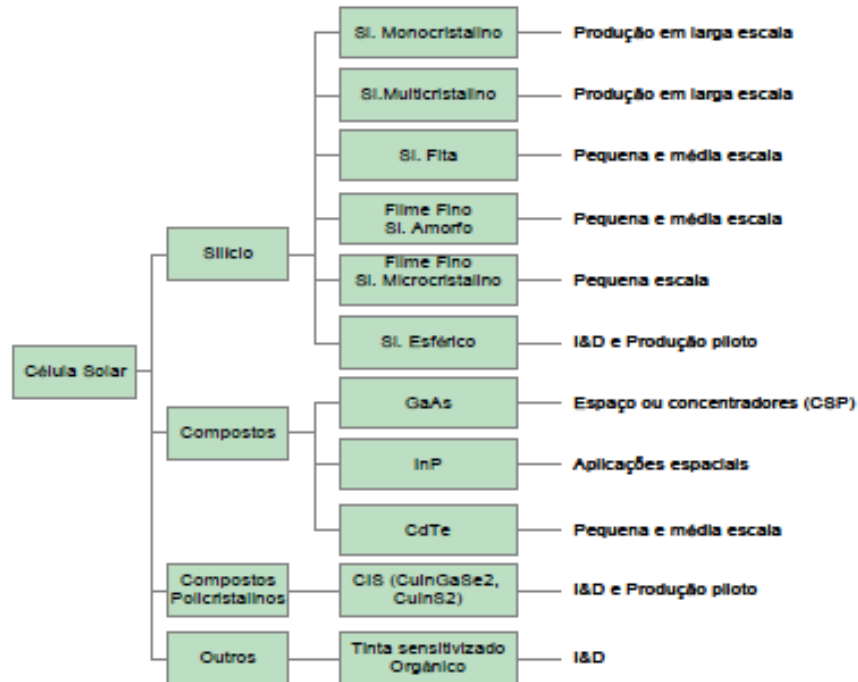 Si. Monocristalino
Produção em larga escala
Si.Multicristalino
Produção em larga escala
Si. Fita
Pequena e média escala
Filme Fino
Si. Amorfo
Pequena e média escala
Silício
Filme Fino
Si. Microcristalino
Pequena escala
Si. Esférico
I&D e Produção piloto
Célula Solar
GaAs
Espaço ou concentradores (CSP)
Compostos
InP
Aplicações espaciais
CdTe
Pequena e média escala
Compostos
Policristalinos
CIS (CuInGaSe2,
CuInS2)
I&D e Produção piloto
Outros
Tinta sensitivizado
Orgânico
I&D